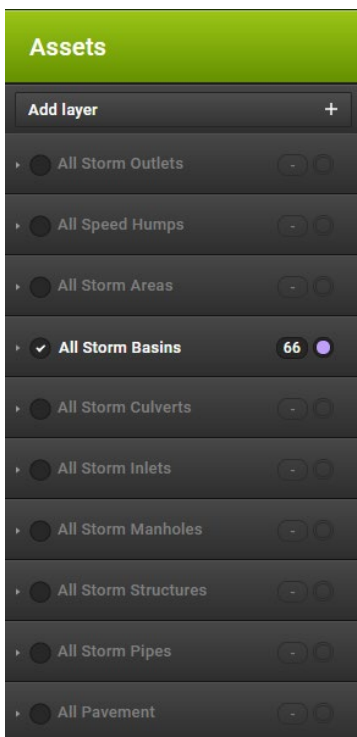 Assets
Add layer +
All Storm Outlets -
All Speed Humps -
All Storm Areas -
All Storm Basins 66
All Storm Culverts -
All Storm Inlets -
All Storm Manholes -
All Storm Structures -
All Storm Pipes -
All Pavement -